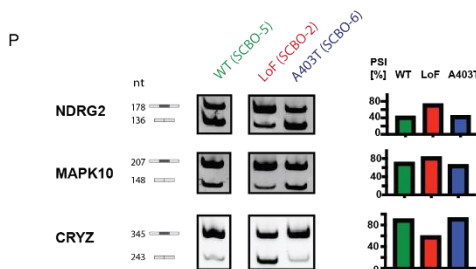 P
WT (SCBO-5)
LoF (SCBO-2)
A403T (SCBO-6)
nt
PSI
[%] WT LoF A403T
NDRG2
178
136
80
40
0
MAPK10
207
148
80
40
0
CRYZ
345
243
80
40
0